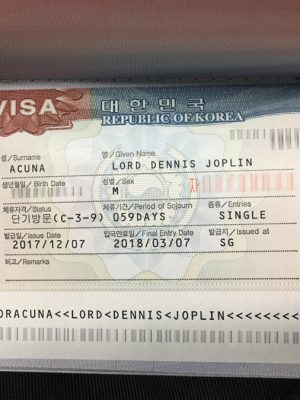 VISA 대한민국
REPUBLIC OF KOREA
성/Surname 명/Given Name
ACUNA LORD DENNIS JOPLIN
생년월일/Birth Date 성별/Sex
M
체류자격/Status 체류기간/Period of Sojourn 종류/Entries
단기방문(C-3-9) 059DAYS SINGLE
발급일/Issue Date 입국만료일/Final Entry Date 발급지/Issued at
2017/12/07 2018/03/07 SG
비고/Remarks
ORACUNA<<LORD<DENNIS<JOPLIN<<<<<<<<